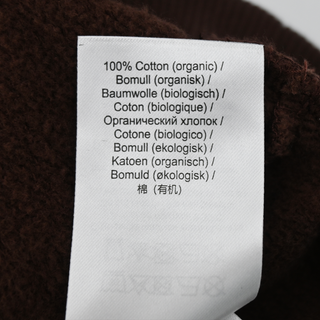 100% Cotton (organic) /
Bomull (organisk) /
Baumwolle (biologisch) /
Coton (biologique) /
Органический хлопок /
Cotone (biologico) /
Bomull (ekologisk) /
Katoen (organisch) /
Bomuld (økologisk) /
棉 (有机)